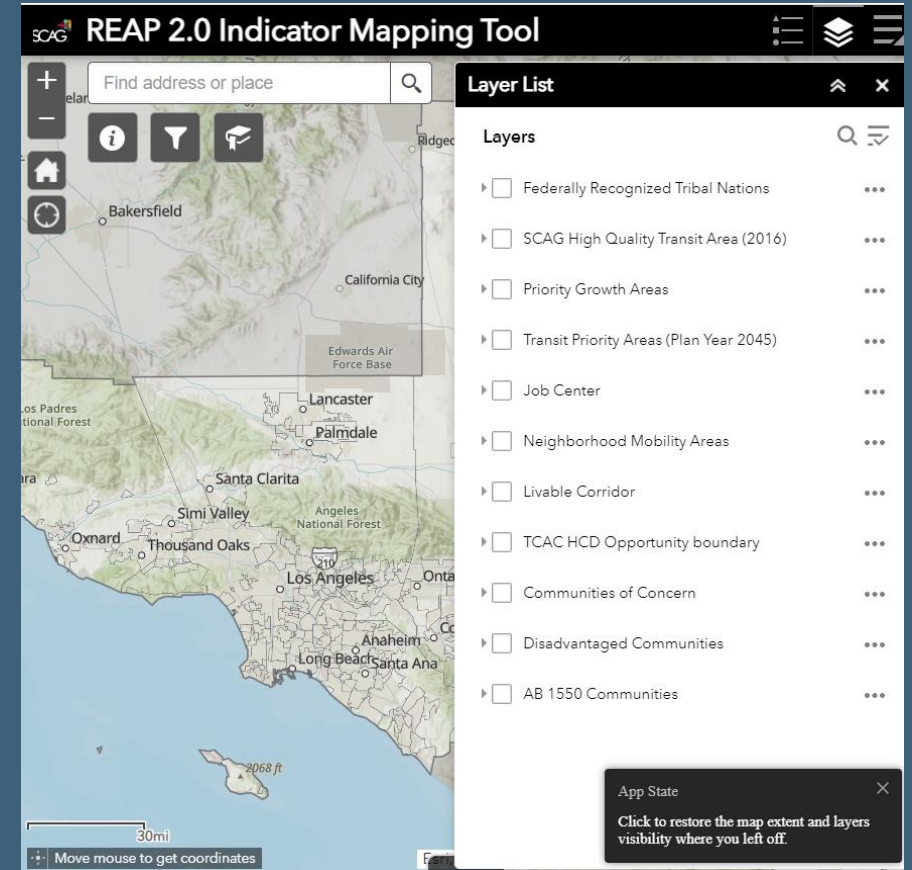 SCAG REAP 2.0 Indicator Mapping Tool
Find address or place
Layer List
Layers
Federally Recognized Tribal Nations
SCAG High Quality Transit Area (2016)
Priority Growth Areas
Transit Priority Areas (Plan Year 2045)
Job Center
Neighborhood Mobility Areas
Livable Corridor
TCAC HCD Opportunity boundary
Communities of Concern
Disadvantaged Communities
AB 1550 Communities
App State
Click to restore the map extent and layers
visibility where you left off.
Bakersfield
California City
Edwards Air
Force Base
Lancaster
Palmdale
Santa Clarita
Simi Valley
Angeles
National Forest
Oxnard
Thousand Oaks
210
Los Angeles
Anaheim
Long Beach
Santa Ana
2068 ft
30mi
Move mouse to get coordinates